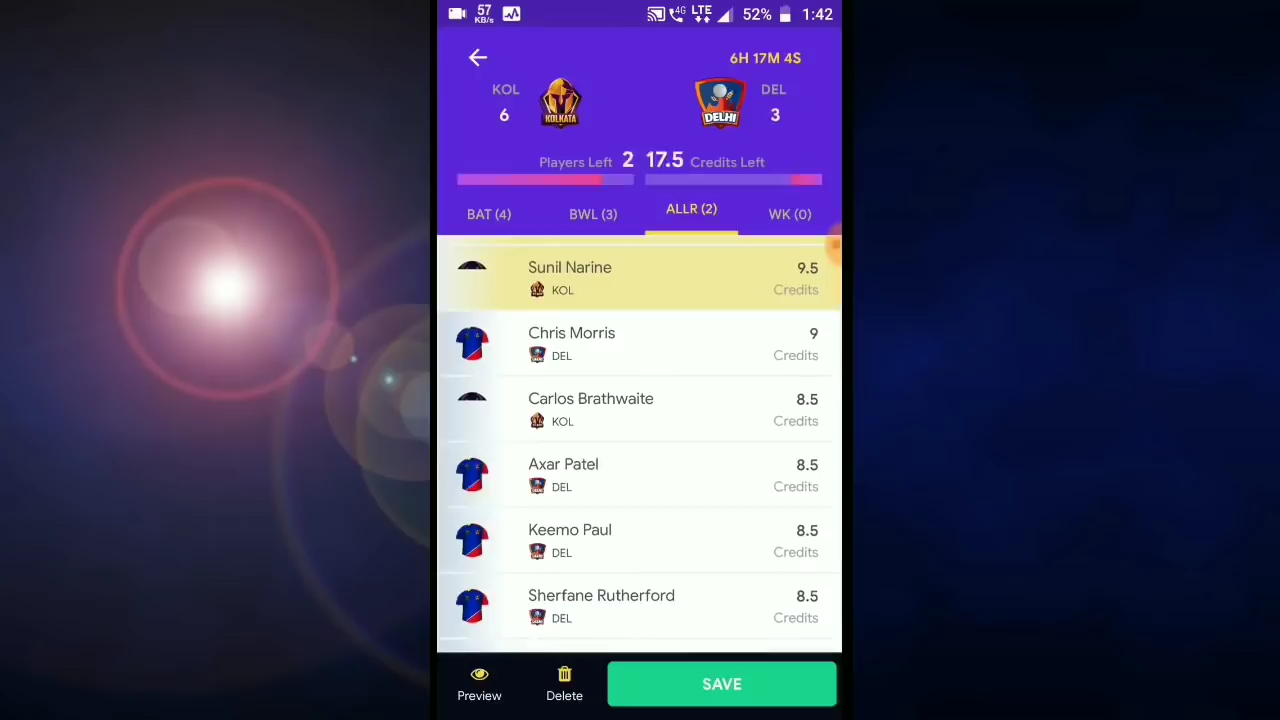 57 KB/s 4G LTE 52% 1:42
6H 17M 4S
KOL DEL
6 KOLKATA DELHI 3
Players Left 2 17.5 Credits Left
BAT (4) BWL (3) ALLR (2) WK (0)
Sunil Narine 9.5
KOL Credits
Chris Morris 9
DEL Credits
Carlos Brathwaite 8.5
KOL Credits
Axar Patel 8.5
DEL Credits
Keemo Paul 8.5
DEL Credits
Sherfane Rutherford 8.5
DEL Credits
Preview Delete SAVE